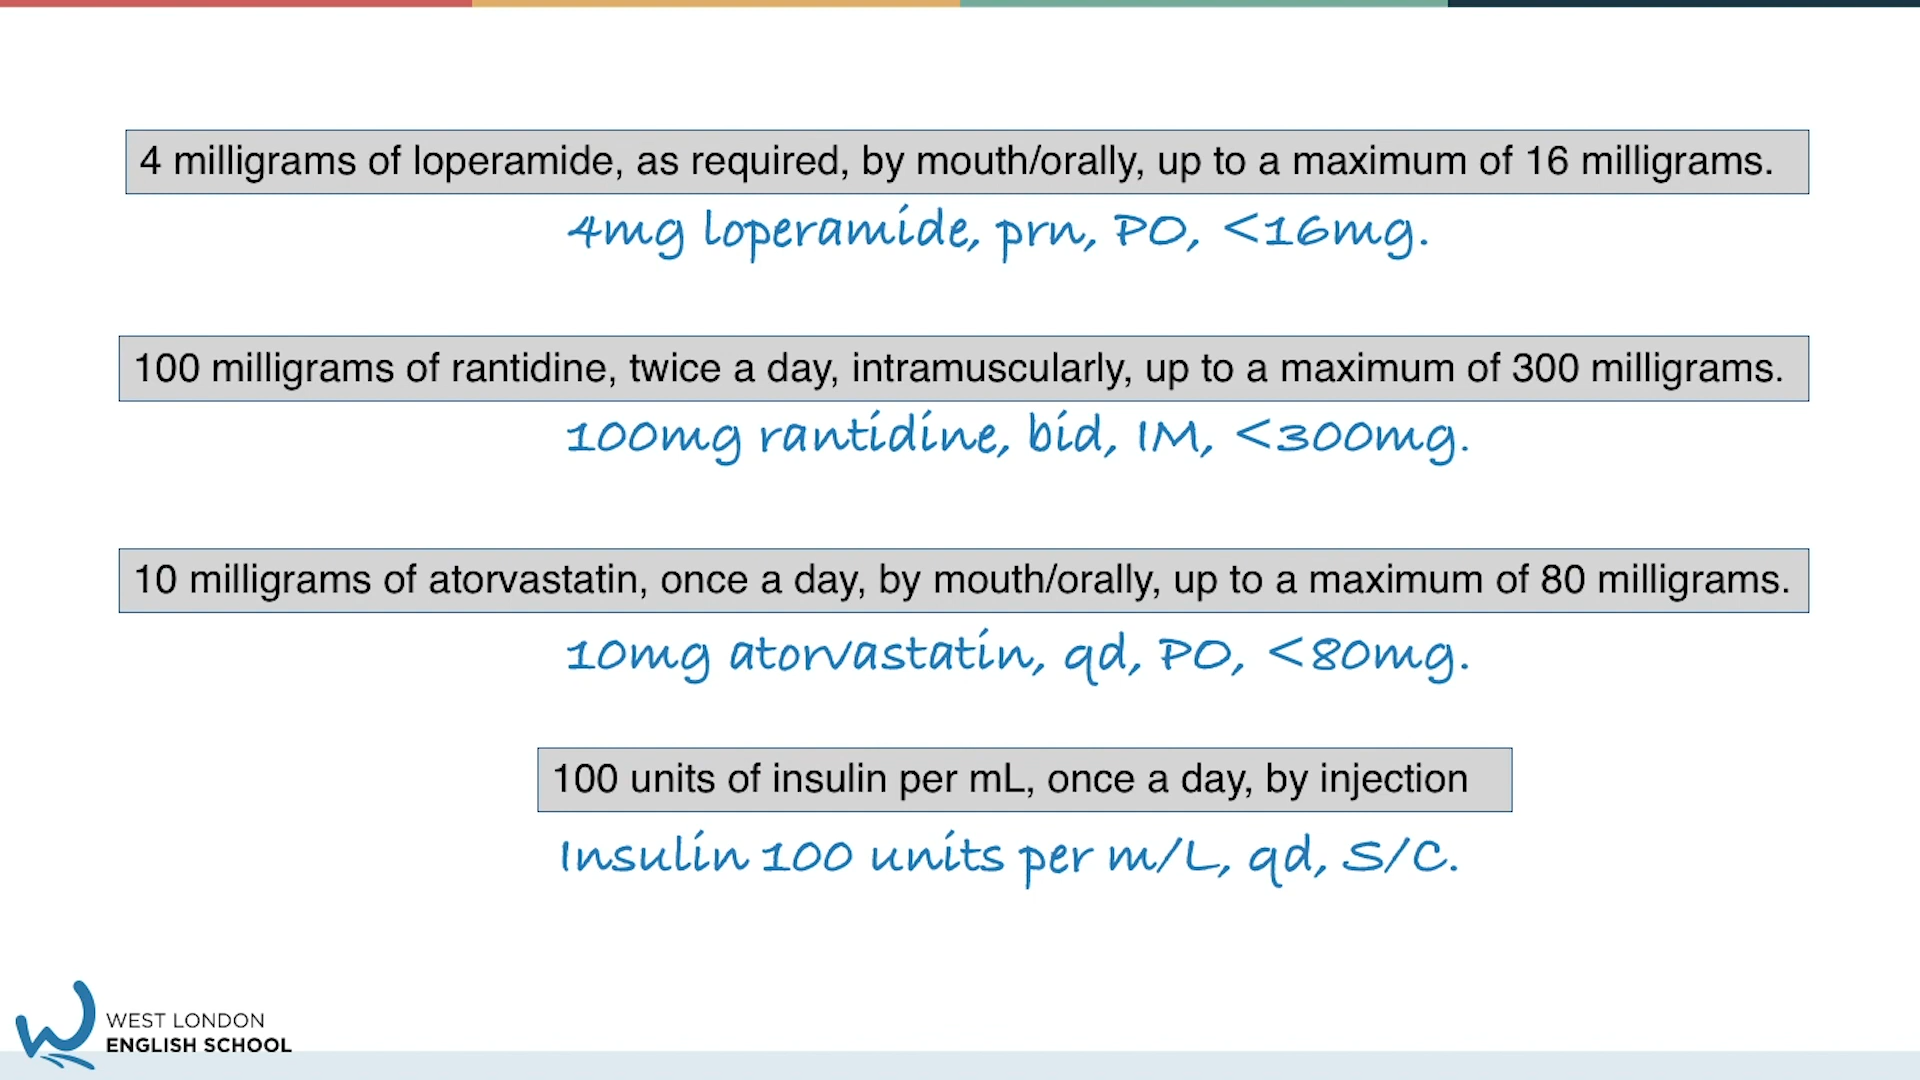 4 milligrams of loperamide, as required, by mouth/orally, up to a maximum of 16 milligrams.
4mg loperamide, prn, PO, <16mg.
100 milligrams of rantidine, twice a day, intramuscularly, up to a maximum of 300 milligrams.
100mg rantidine, bid, IM, <300mg.
10 milligrams of atorvastatin, once a day, by mouth/orally, up to a maximum of 80 milligrams.
10mg atorvastatin, qd, PO, <80mg.
100 units of insulin per mL, once a day, by injection
Insulin 100 units per m/L, qd, S/C.
WEST LONDON
ENGLISH SCHOOL